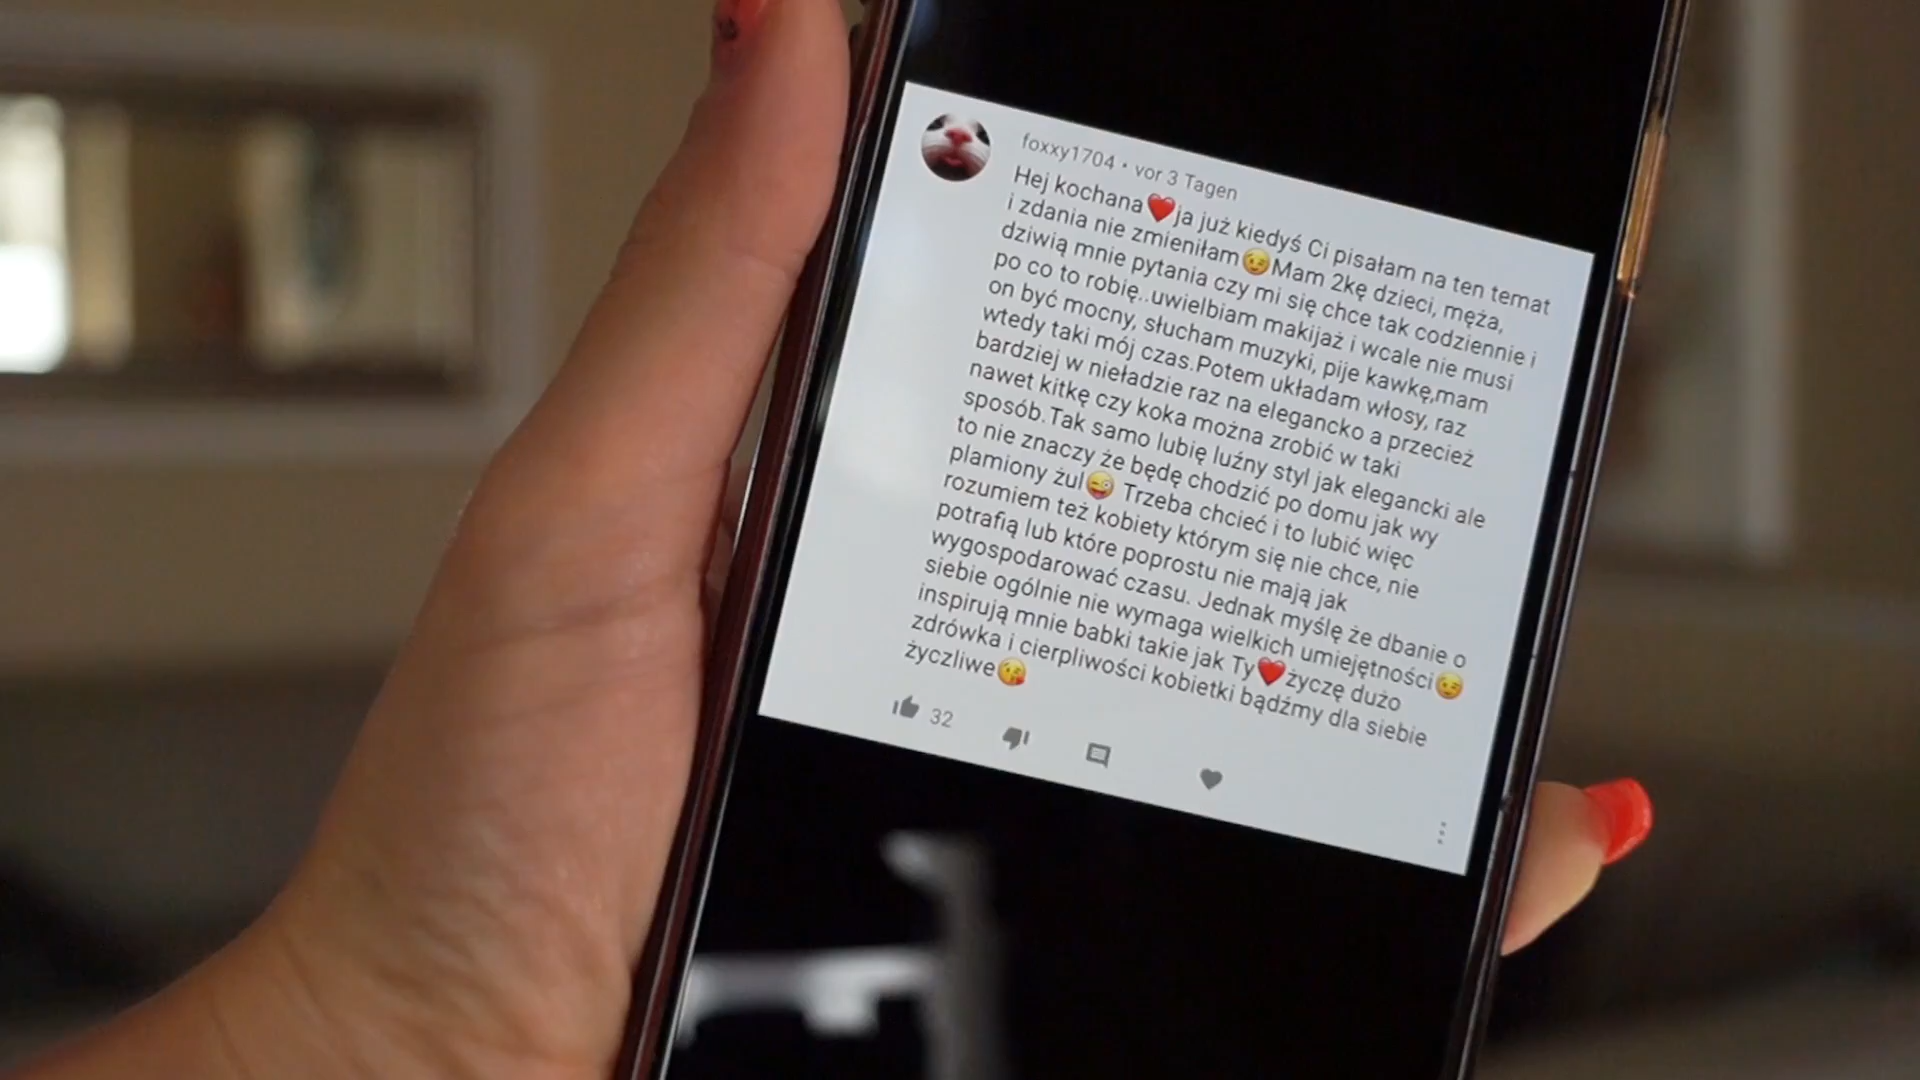 foxxy1704 • vor 3 Tagen
Hej kochana❤️ja już kiedyś Ci pisałam na ten temat
i zdania nie zmieniłam😉Mam 2kę dzieci, męża,
dziwią mnie pytania czy mi się chce tak codziennie i
po co to robię..uwielbiam makijaż i wcale nie musi
on być mocny, słucham muzyki, pije kawkę,mam
wtedy taki mój czas.Potem układam włosy, raz
bardziej w nieładzie raz na elegancko a przecież
nawet kitkę czy koka można zrobić w taki
sposób.Tak samo lubię luźny styl jak elegancki ale
to nie znaczy że będę chodzić po domu jak wy
plamiony żul😜 Trzeba chcieć i to lubić więc
rozumiem też kobiety którym się nie chce, nie
potrafią lub które poprostu nie mają jak
wygospodarować czasu. Jednak myślę że dbanie o
siebie ogólnie nie wymaga wielkich umiejętności😉
inspirują mnie babki takie jak Ty❤️życzę dużo
zdrówka i cierpliwości kobietki bądźmy dla siebie
życzliwe😘
32